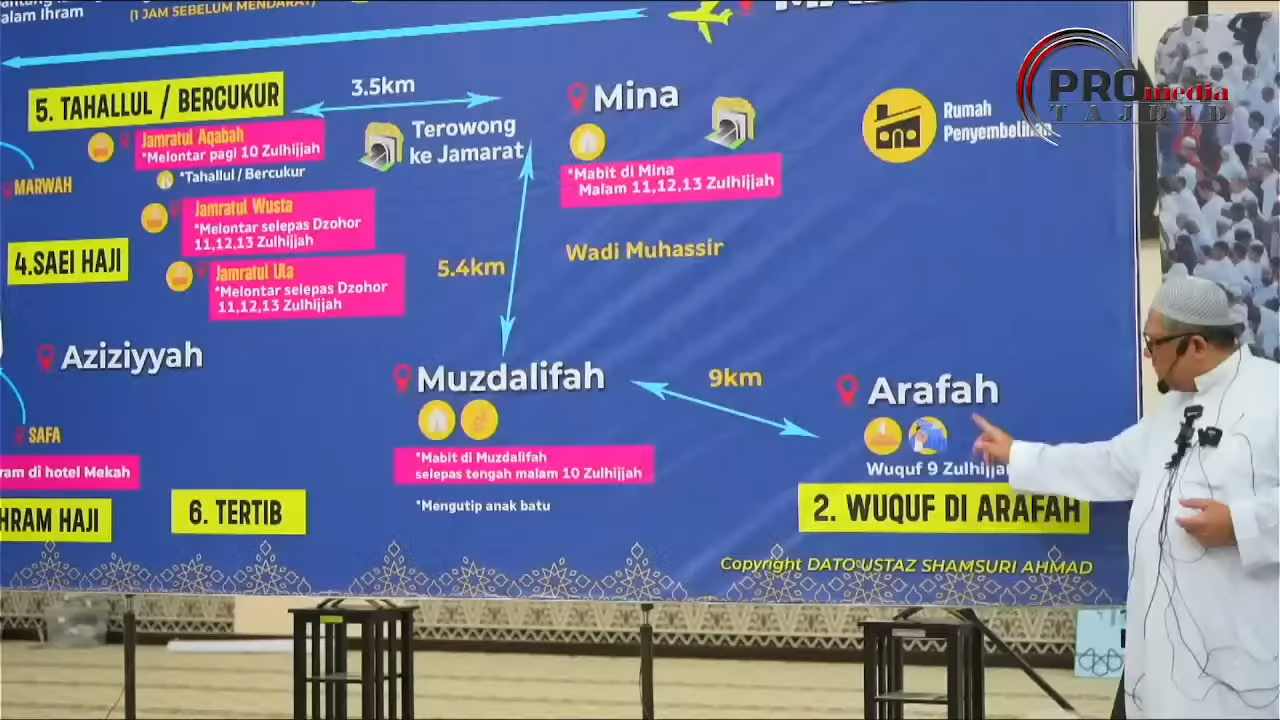 alam Ihram
(1 JAM SEBELUM MENDARAT)
5. TAHALLUL / BERCUKUR
3.5km
Mina
PROmedia
TAJDID
Rumah
Penyembelihan
Jamratul Aqabah
*Melontar pagi 10 Zulhijjah
Terowong
ke Jamarat
*Tahallul / Bercukur
*Mabit di Mina
Malam 11,12,13 Zulhijjah
MARWAH
Jamratul Wusta
*Melontar selepas Dzohor
11,12,13 Zulhijjah
4.SAEI HAJI
5.4km
Wadi Muhassir
Jamratul Ula
*Melontar selepas Dzohor
11,12,13 Zulhijjah
Aziziyyah
Muzdalifah
9km
Arafah
SAFA
*Mabit di Muzdalifah
selepas tengah malam 10 Zulhijjah
Wuquf 9 Zulhijja
ram di hotel Mekah
*Mengutip anak batu
HRAM HAJI
6. TERTIB
2. WUQUF DI ARAFAH
Copyright DATO'USTAZ SHAMSURI AHMAD